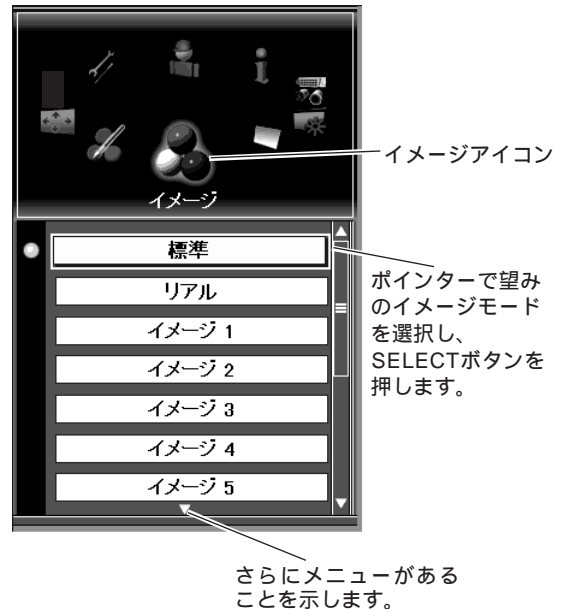 イメージアイコン
イメージ
標準
リアル
イメージ 1
イメージ 2
イメージ 3
イメージ 4
イメージ 5
ポインターで望み
のイメージモード
を選択し、
SELECTボタンを
押します。
さらにメニューがある
ことを示します。